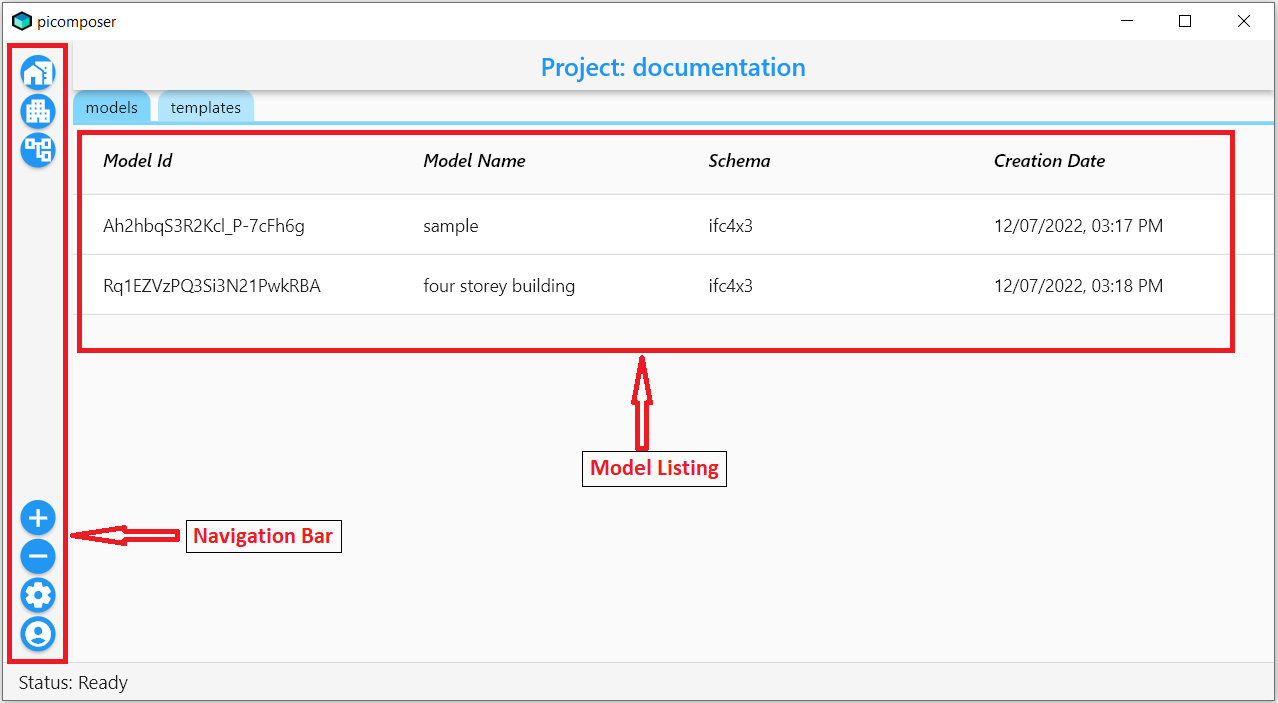 picomposer
Project: documentation
models templates
Model Id Model Name Schema Creation Date
Ah2hbqS3R2Kcl_P-7cFh6g sample ifc4x3 12/07/2022, 03:17 PM
Rq1EZVzPQ3Si3N21PwkRBA four storey building ifc4x3 12/07/2022, 03:18 PM
Model Listing
Navigation Bar
Status: Ready